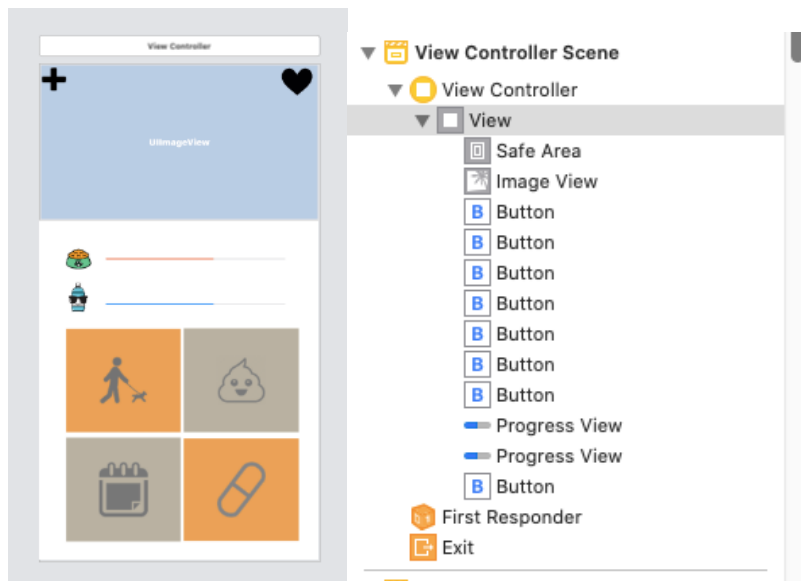 View Controller
UIImageView
View Controller Scene
View Controller
View
Safe Area
Image View
B Button
B Button
B Button
B Button
B Button
B Button
B Button
Progress View
Progress View
B Button
First Responder
Exit